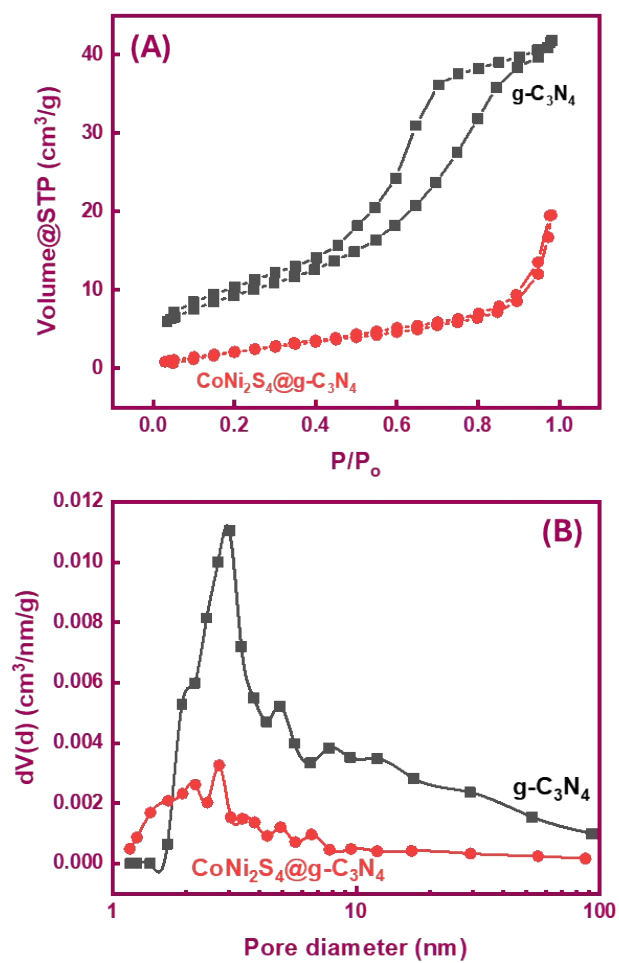 (A)
Volume@STP (cm³/g)
40
30
20
10
0
g-C₃N₄
CoNi₂S₄@g-C₃N₄
0.0 0.2 0.4 0.6 0.8 1.0
P/Pₒ
(B)
dV(d) (cm³/nm/g)
0.012
0.010
0.008
0.006
0.004
0.002
0.000
g-C₃N₄
CoNi₂S₄@g-C₃N₄
1 10 100
Pore diameter (nm)